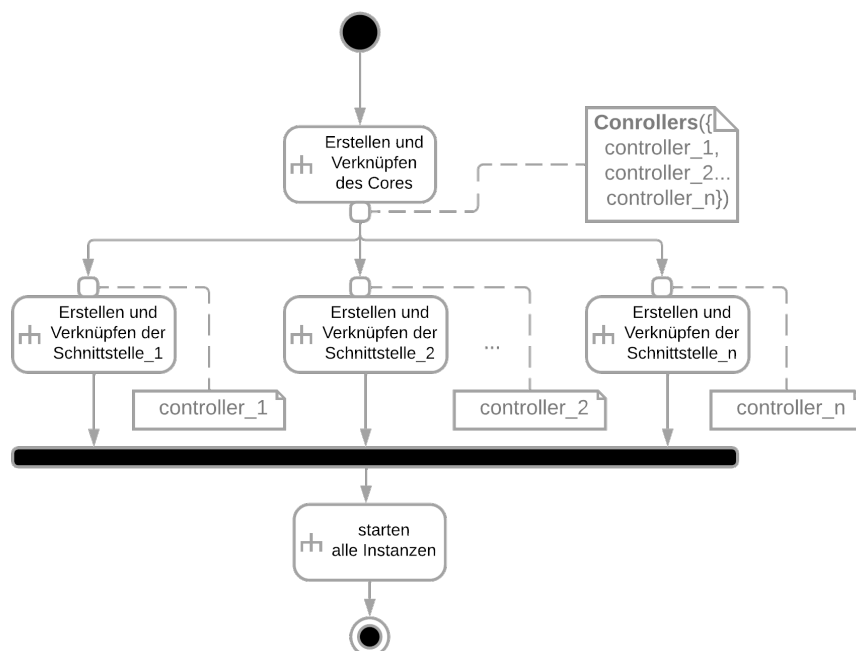 Erstellen und
Verknüpfen
des Cores
Conrollers({
controller_1,
controller_2...
controller_n})
Erstellen und
Verknüpfen der
Schnittstelle_1
Erstellen und
Verknüpfen der
Schnittstelle_2
...
Erstellen und
Verknüpfen der
Schnittstelle_n
controller_1
controller_2
controller_n
starten
alle Instanzen